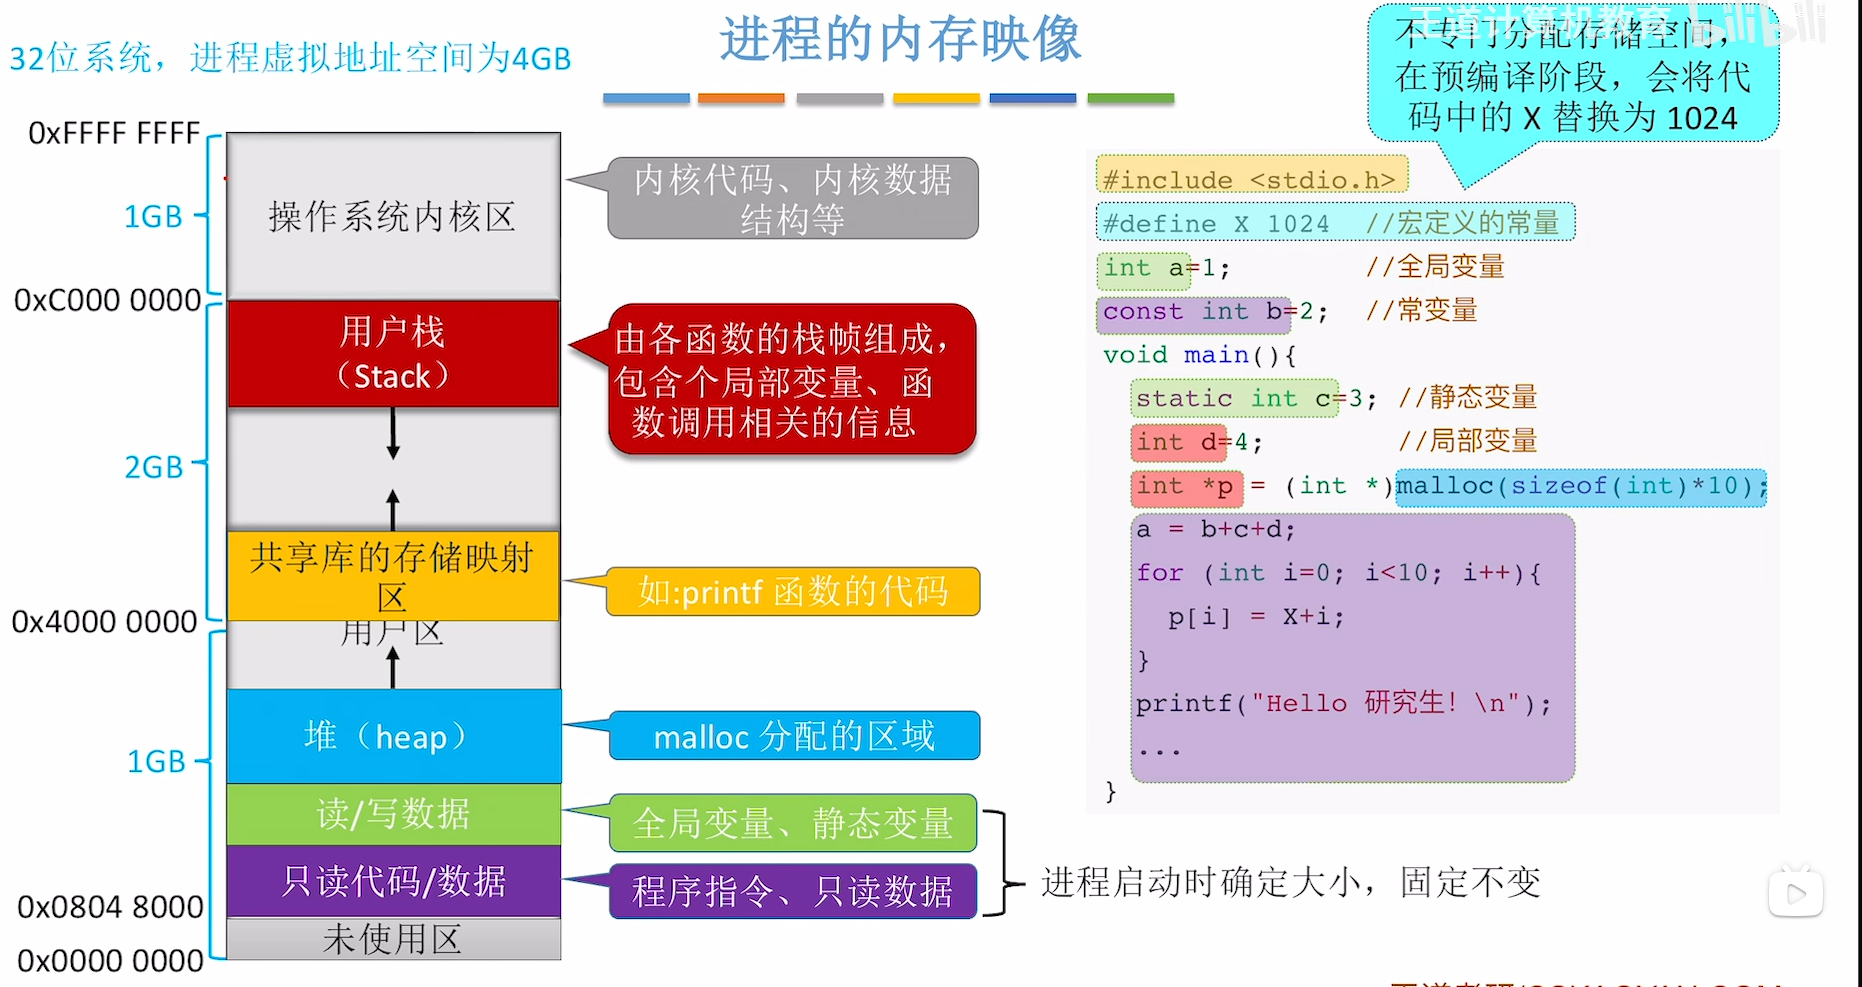 进程的内存映像
32位系统，进程虚拟地址空间为4GB
王道计算机教育 bilibili
不专门分配存储空间，
在预编译阶段，会将代
码中的 X 替换为 1024
0xFFFF FFFF
1GB
操作系统内核区
内核代码、内核数据
结构等
0xC000 0000
用户栈
（Stack）
由各函数的栈帧组成，
包含个局部变量、函
数调用相关的信息
2GB
共享库的存储映射
区
如:printf 函数的代码
0x4000 0000
用户区
1GB
堆（heap）
malloc 分配的区域
读/写数据
全局变量、静态变量
只读代码/数据
程序指令、只读数据
进程启动时确定大小，固定不变
0x0804 8000
未使用区
0x0000 0000
#include <stdio.h>
#define X 1024 //宏定义的常量
int a=1; //全局变量
const int b=2; //常变量
void main(){
static int c=3; //静态变量
int d=4; //局部变量
int *p = (int *)malloc(sizeof(int)*10);
a = b+c+d;
for (int i=0; i<10; i++){
p[i] = X+i;
}
printf("Hello 研究生！\n");
...
}